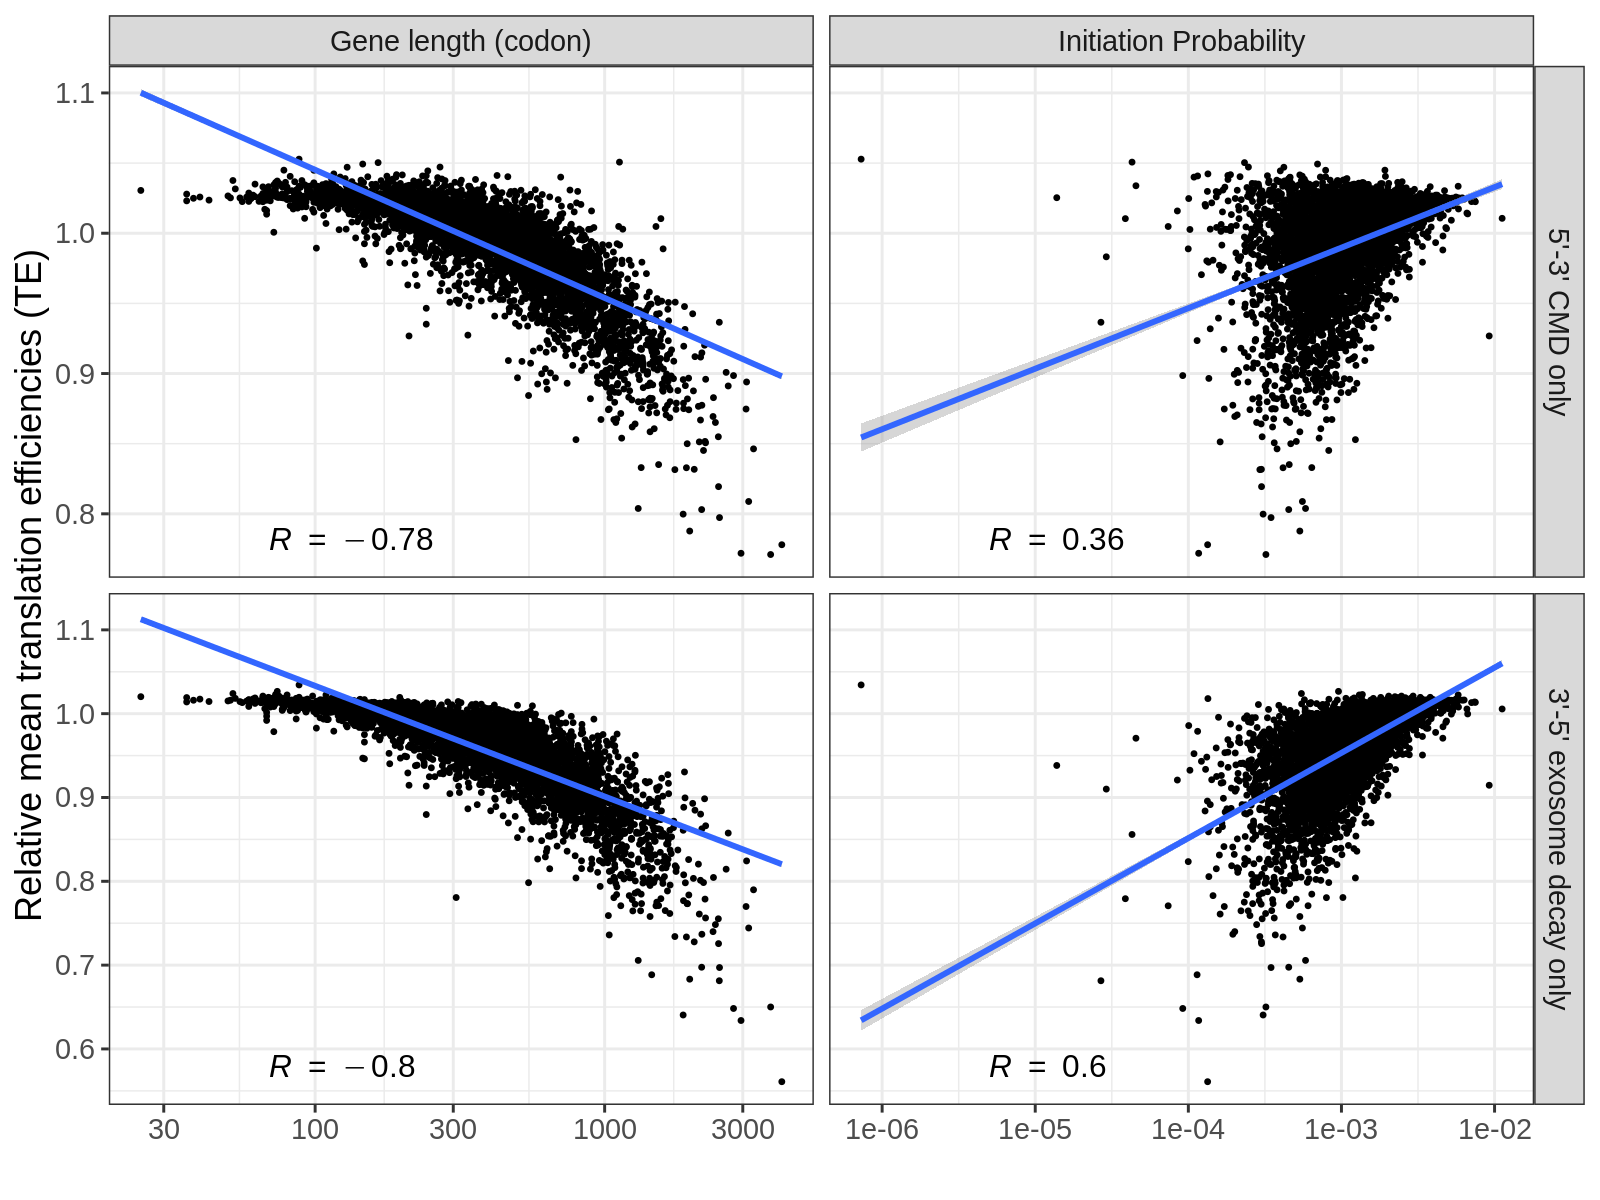 Gene length (codon)
Initiation Probability
Relative mean translation efficiencies (TE)
1.1
1.0
0.9
0.8
R = −0.78
R = 0.36
5'-3' CMD only
1.1
1.0
0.9
0.8
0.7
0.6
R = −0.8
R = 0.6
3'-5' exosome decay only
30 100 300 1000 3000
1e-06 1e-05 1e-04 1e-03 1e-02